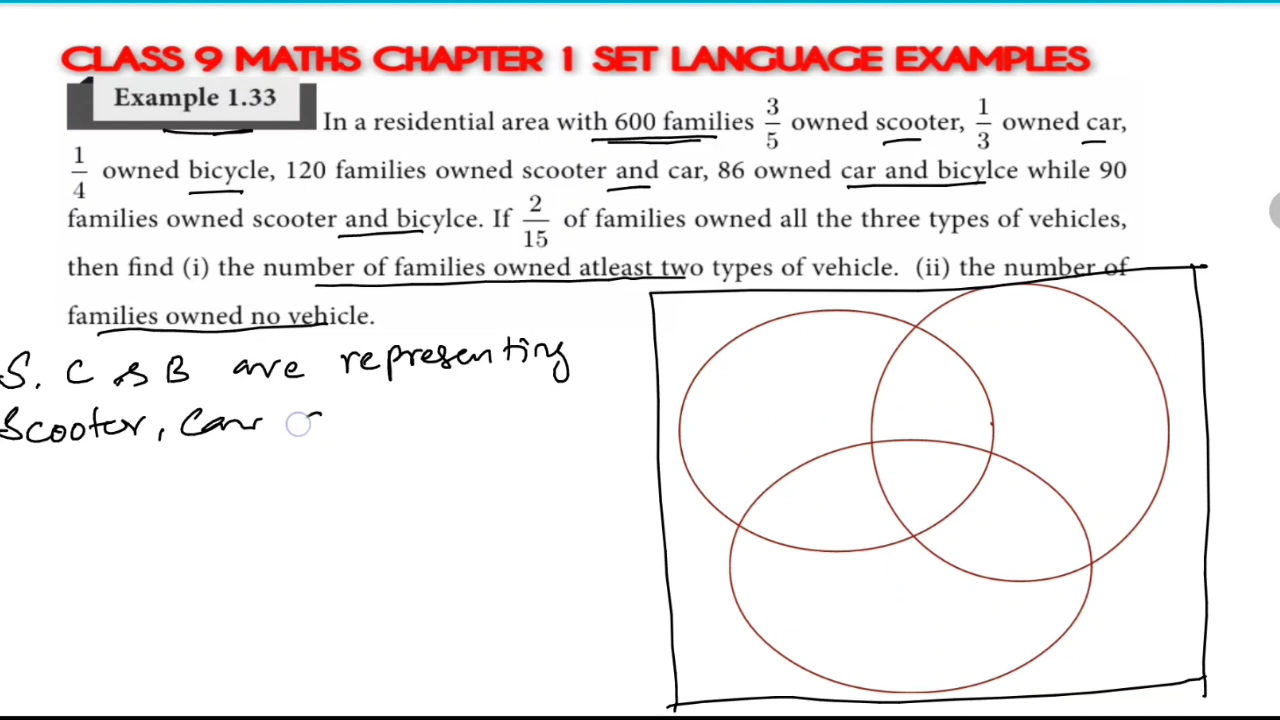 CLASS 9 MATHS CHAPTER 1 SET LANGUAGE EXAMPLES
Example 1.33
In a residential area with 600 families 3/5 owned scooter, 1/3 owned car,
1/4 owned bicycle, 120 families owned scooter and car, 86 owned car and bicylce while 90
families owned scooter and bicylce. If 2/15 of families owned all the three types of vehicles,
then find (i) the number of families owned atleast two types of vehicle. (ii) the number of
families owned no vehicle.
S. C & B are representing
Scooter, Car